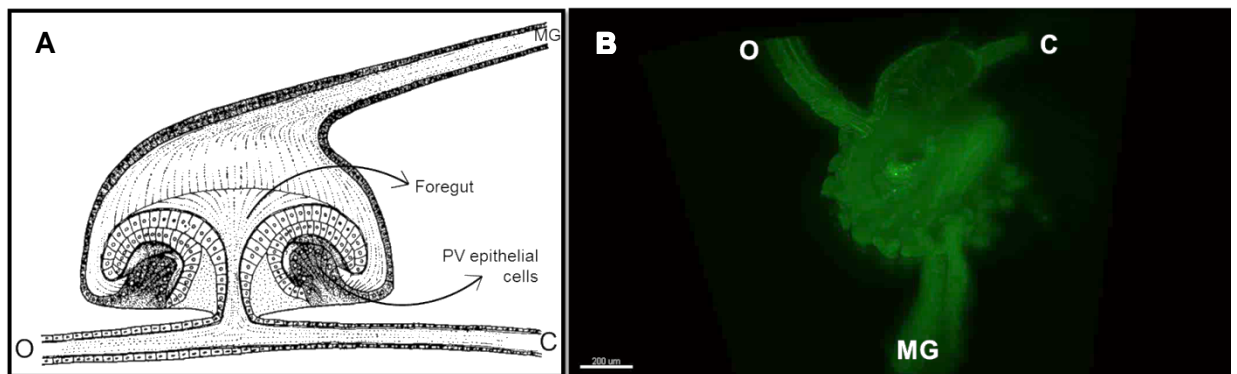 A
MG
Foregut
PV epithelial
cells
O
C
B
O
C
MG
200 um